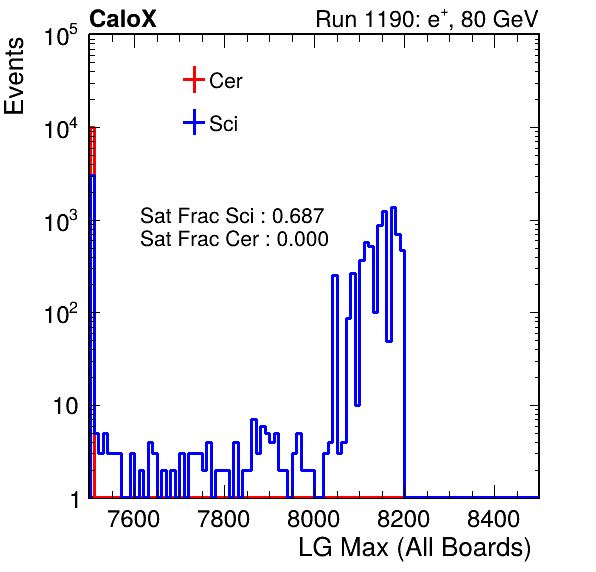 CaloX Run 1190: e⁺, 80 GeV
Events
10⁵
10⁴
10³
10²
10
1
Cer
Sci
Sat Frac Sci : 0.687
Sat Frac Cer : 0.000
7600 7800 8000 8200 8400
LG Max (All Boards)